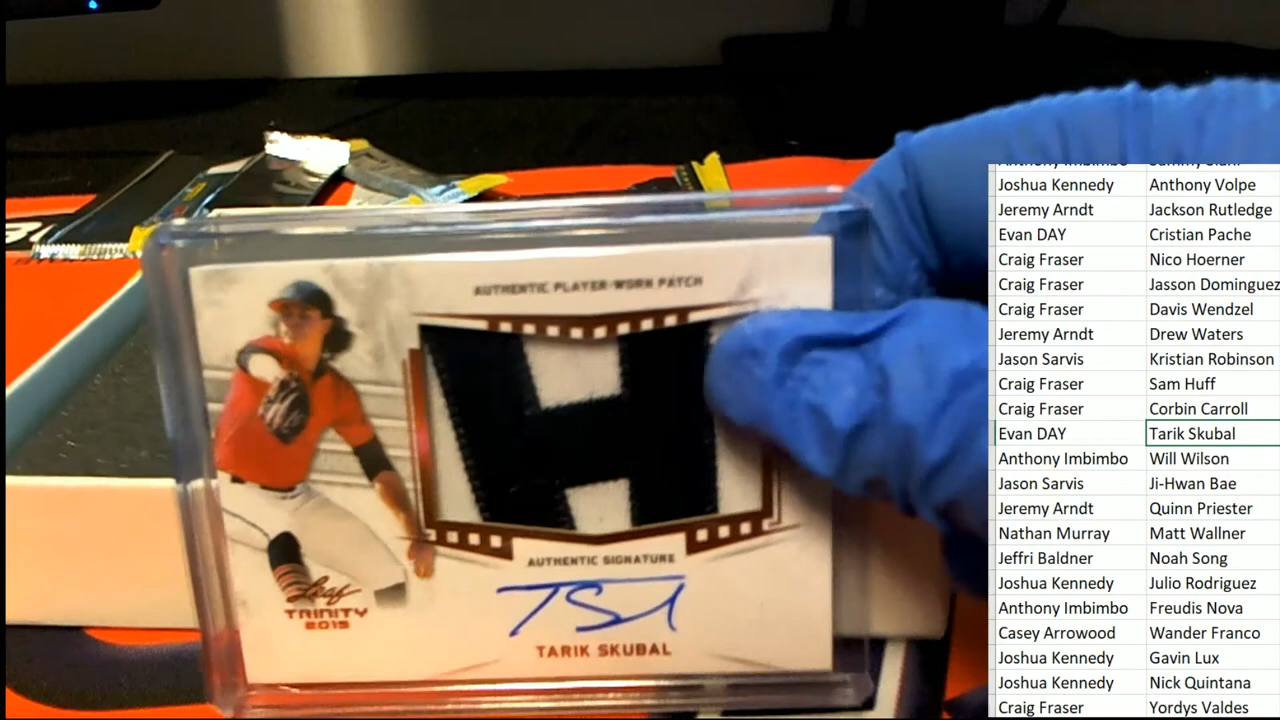 AUTHENTIC PLAYER-WORN PATCH
AUTHENTIC SIGNATURE
Leaf
TRINITY
2019
TARIK SKUBAL
Joshua Kennedy Anthony Volpe
Jeremy Arndt Jackson Rutledge
Evan DAY Cristian Pache
Craig Fraser Nico Hoerner
Craig Fraser Jasson Dominguez
Craig Fraser Davis Wendzel
Jeremy Arndt Drew Waters
Jason Sarvis Kristian Robinson
Craig Fraser Sam Huff
Craig Fraser Corbin Carroll
Evan DAY Tarik Skubal
Anthony Imbimbo Will Wilson
Jason Sarvis Ji-Hwan Bae
Jeremy Arndt Quinn Priester
Nathan Murray Matt Wallner
jeffri neimer Noah Song
Joshua Kennedy Julio Rodriguez
Anthony Imbimbo Freudis Nova
Casey Arrowood Wander Franco
Joshua Kennedy Gavin Lux
Joshua Kennedy Nick Quintana
Craig Fraser Yordys Valdes